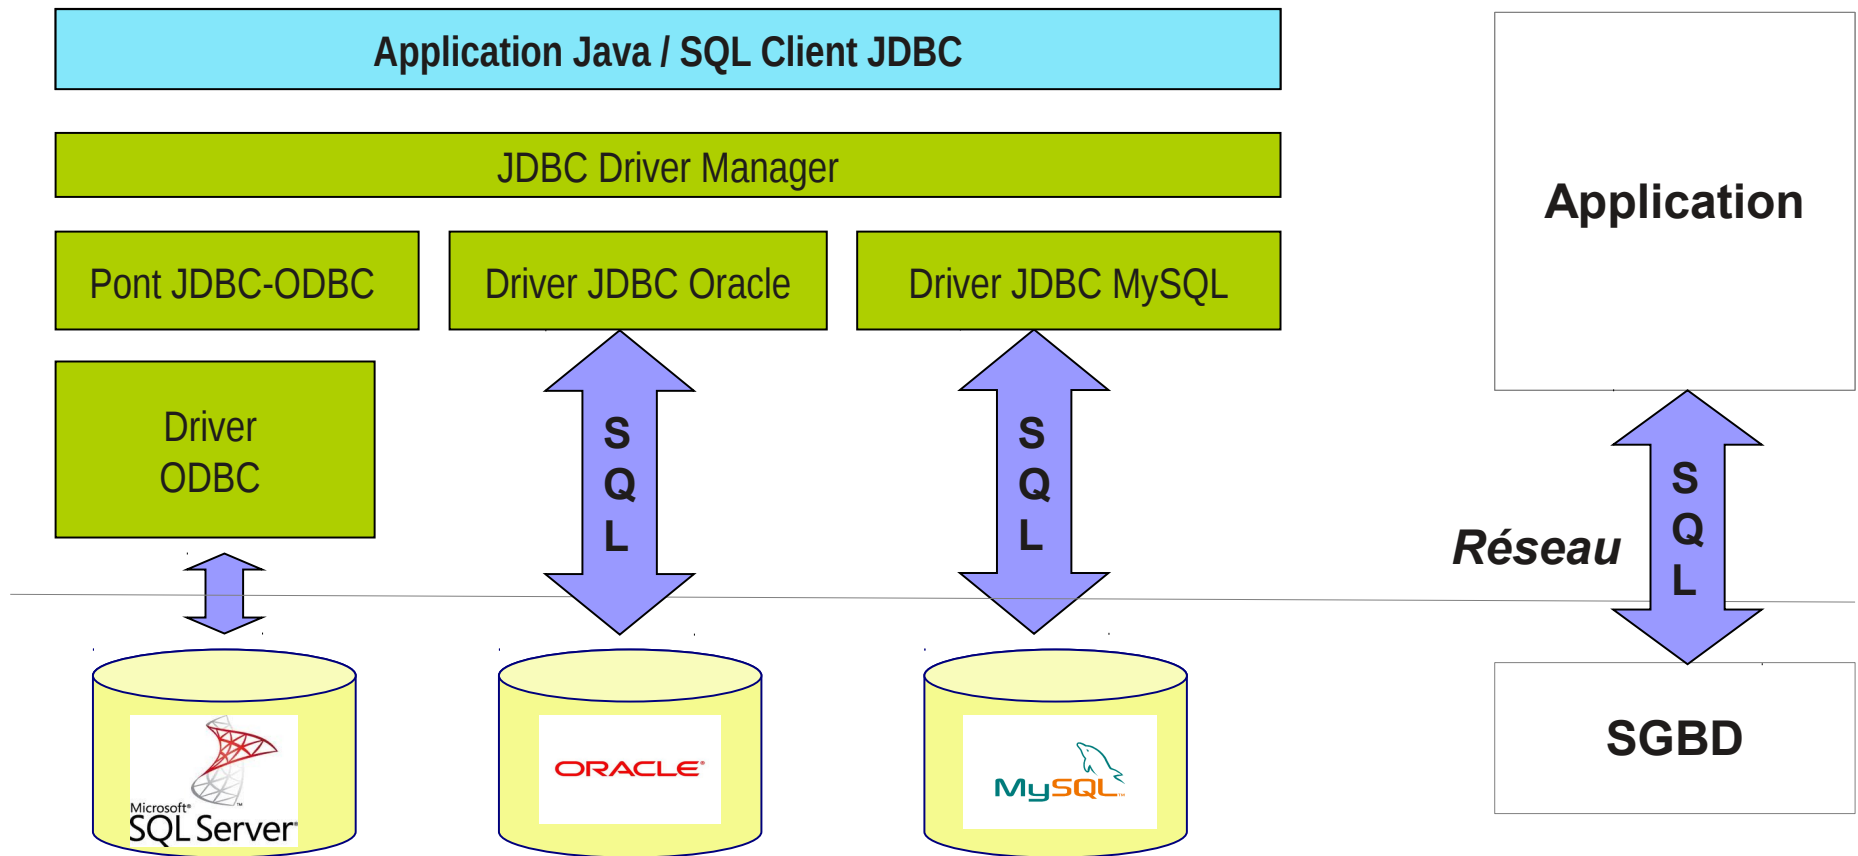 Application Java / SQL Client JDBC
JDBC Driver Manager
Pont JDBC-ODBC
Driver JDBC Oracle
Driver JDBC MySQL
Driver
ODBC
S
Q
L
S
Q
L
Microsoft®
SQL Server®
ORACLE®
MySQL™
Application
Réseau
S
Q
L
SGBD